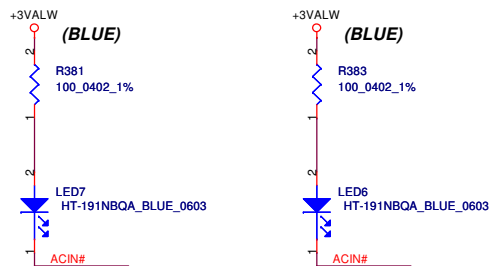 +3VALW
(BLUE)
2
R381
100_0402_1%
1
2
LED7
HT-191NBQA_BLUE_0603
1
ACIN#
+3VALW
(BLUE)
2
R383
100_0402_1%
1
2
LED6
HT-191NBQA_BLUE_0603
1
ACIN#